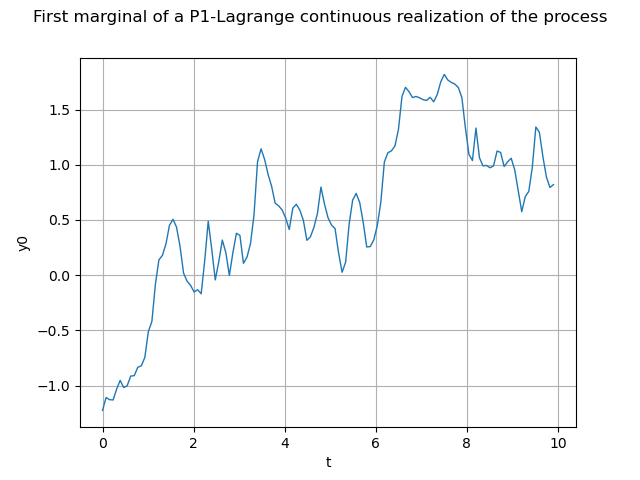 First marginal of a P1-Lagrange continuous realization of the process
1.5
1.0
0.5
0.0
−0.5
−1.0
y0
0 2 4 6 8 10
t